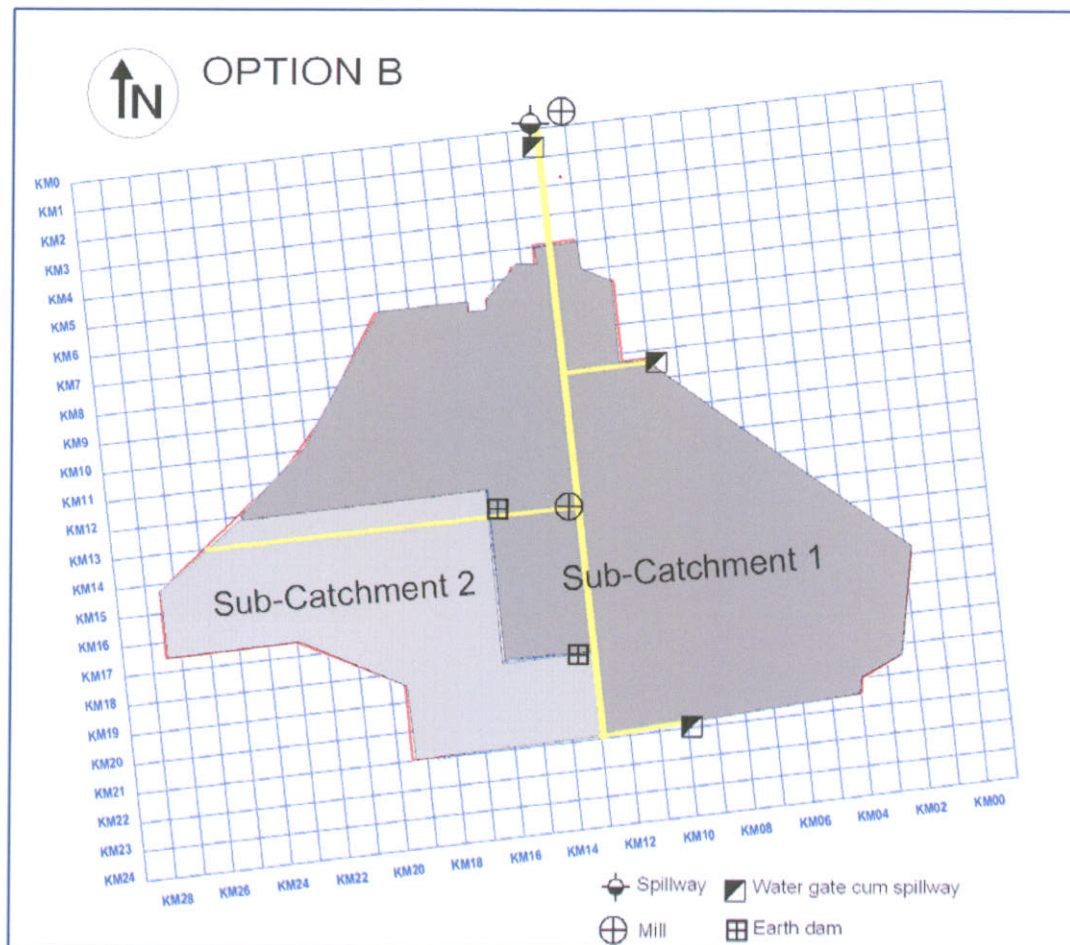 N
OPTION B
KM0
KM1
KM2
KM3
KM4
KM5
KM6
KM7
KM8
KM9
KM10
KM11
KM12
KM13
KM14
KM15
KM16
KM17
KM18
KM19
KM20
KM21
KM22
KM23
KM24
Sub-Catchment 2
Sub-Catchment 1
KM28 KM26 KM24 KM22 KM20 KM18 KM16 KM14 KM12 KM10 KM08 KM06 KM04 KM02 KM00
Spillway
Water gate cum spillway
Mill
Earth dam